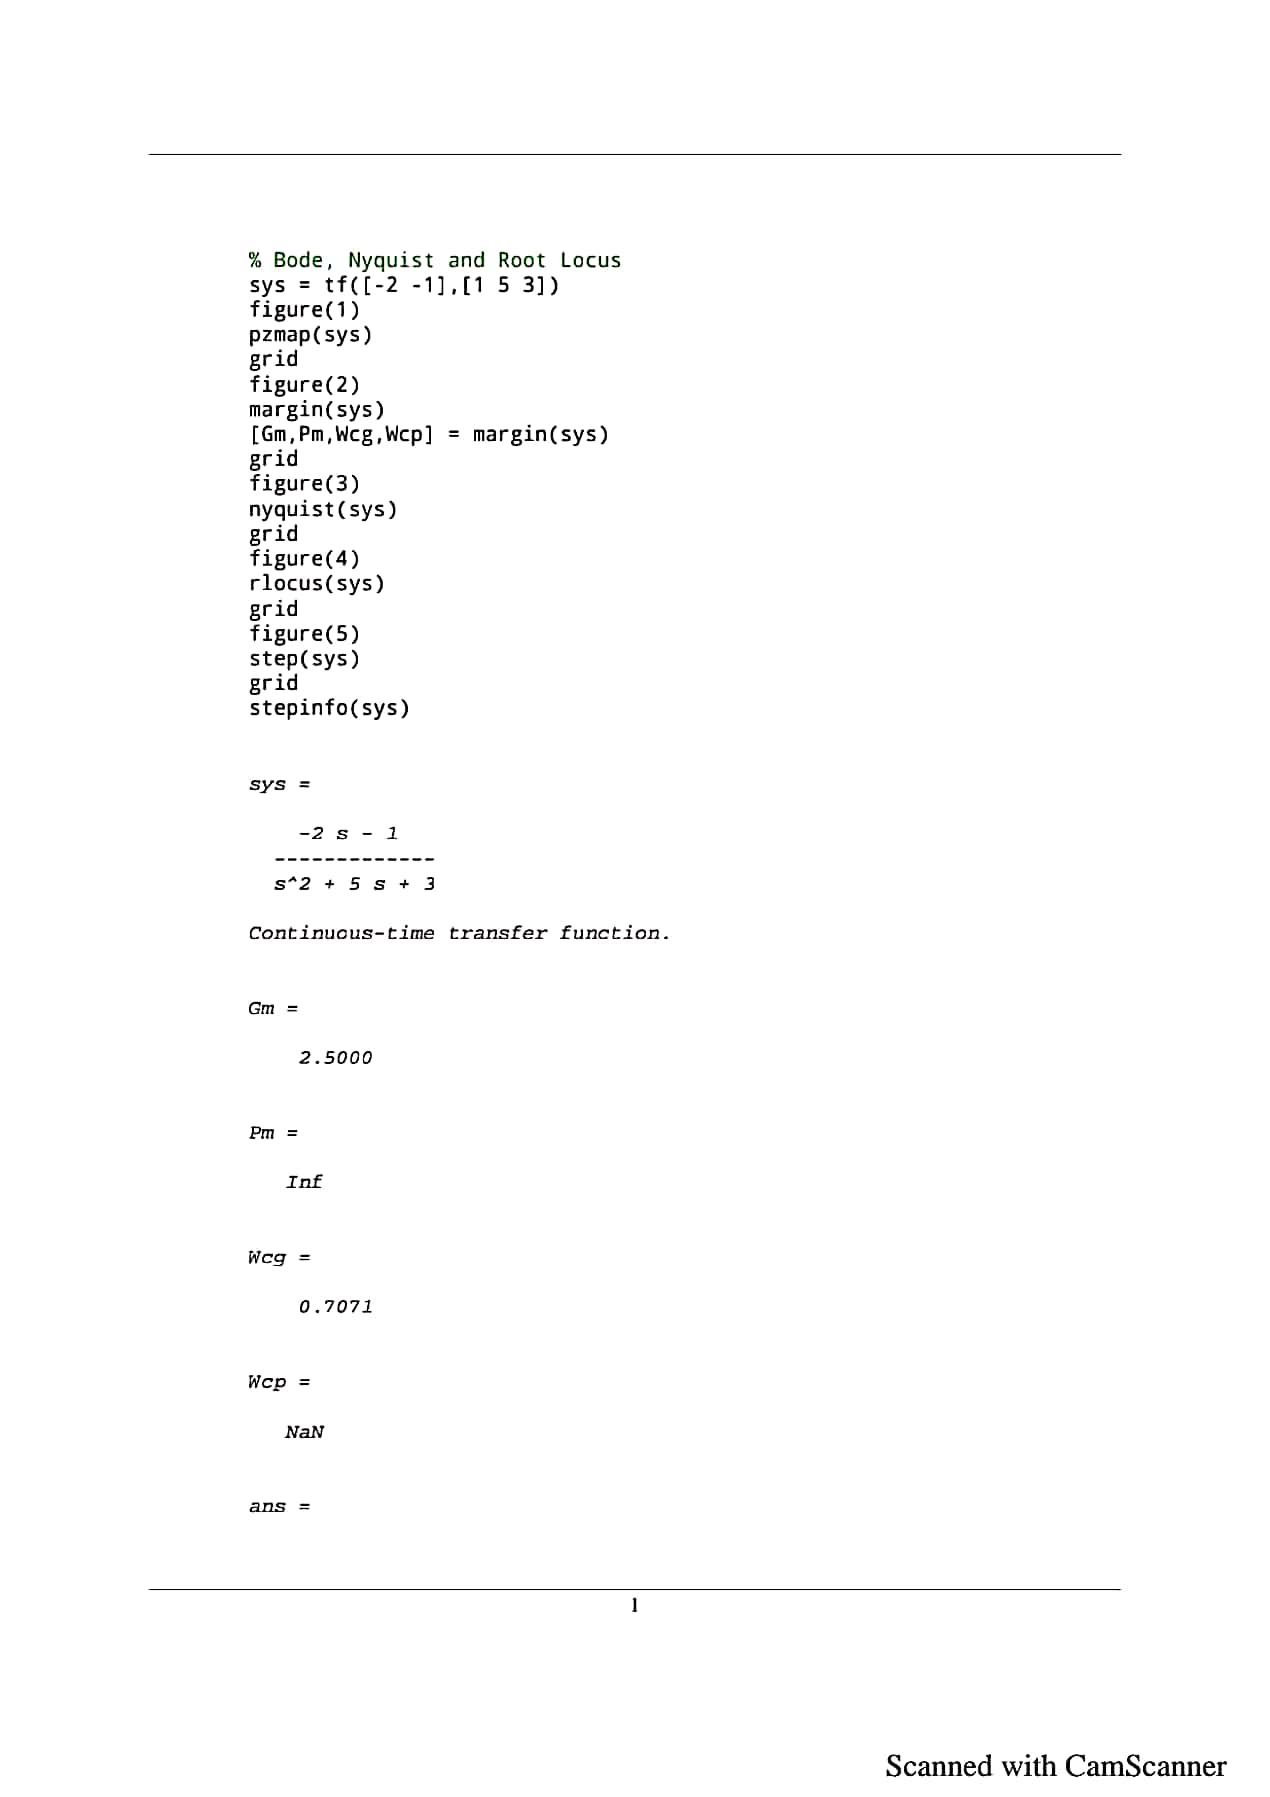 % Bode, Nyquist and Root Locus
sys = tf([-2 -1],[1 5 3])
figure(1)
pzmap(sys)
grid
figure(2)
margin(sys)
[Gm,Pm,Wcg,Wcp] = margin(sys)
grid
figure(3)
nyquist(sys)
grid
figure(4)
rlocus(sys)
grid
figure(5)
step(sys)
grid
stepinfo(sys)
sys =
-2 s - 1
-------------
s^2 + 5 s + 3
Continuous-time transfer function.
Gm =
2.5000
Pm =
Inf
Wcg =
0.7071
Wcp =
NaN
ans =
1
Scanned with CamScanner